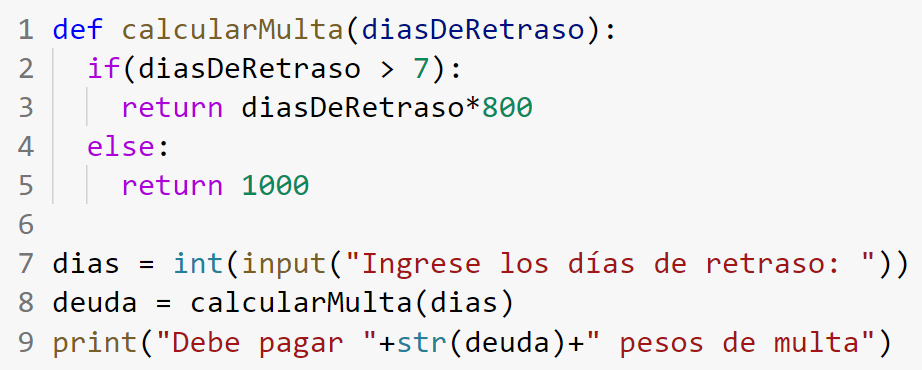 1 def calcularMulta(diasDeRetraso):
2   if(diasDeRetraso > 7):
3     return diasDeRetraso*800
4   else:
5     return 1000
6
7 dias = int(input("Ingrese los días de retraso: "))
8 deuda = calcularMulta(dias)
9 print("Debe pagar "+str(deuda)+" pesos de multa")